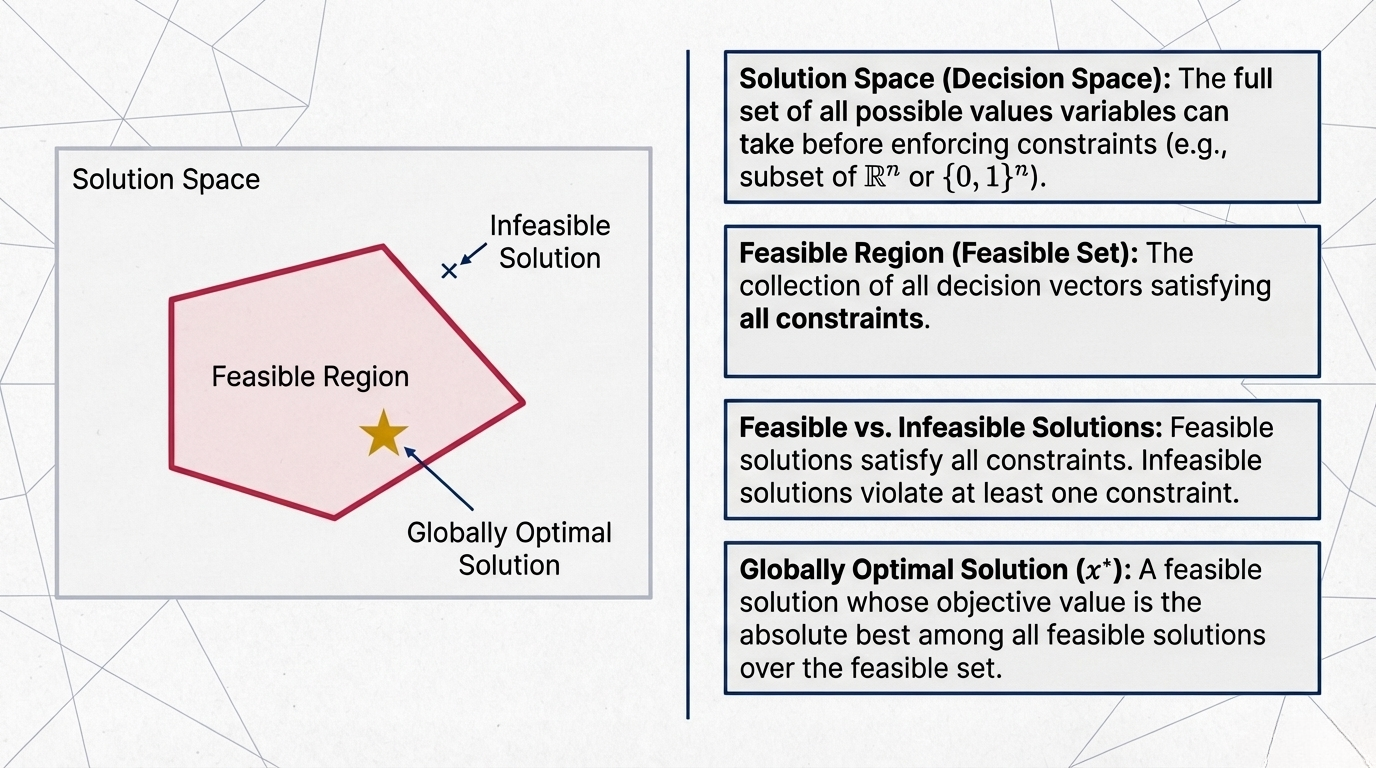 Solution Space
Infeasible
Solution
Feasible Region
Globally Optimal
Solution
Solution Space (Decision Space): The full
set of all possible values variables can
take before enforcing constraints (e.g.,
subset of ℝⁿ or {0, 1}ⁿ).
Feasible Region (Feasible Set): The
collection of all decision vectors satisfying
all constraints.
Feasible vs. Infeasible Solutions: Feasible
solutions satisfy all constraints. Infeasible
solutions violate at least one constraint.
Globally Optimal Solution (x*): A feasible
solution whose objective value is the
absolute best among all feasible solutions
over the feasible set.